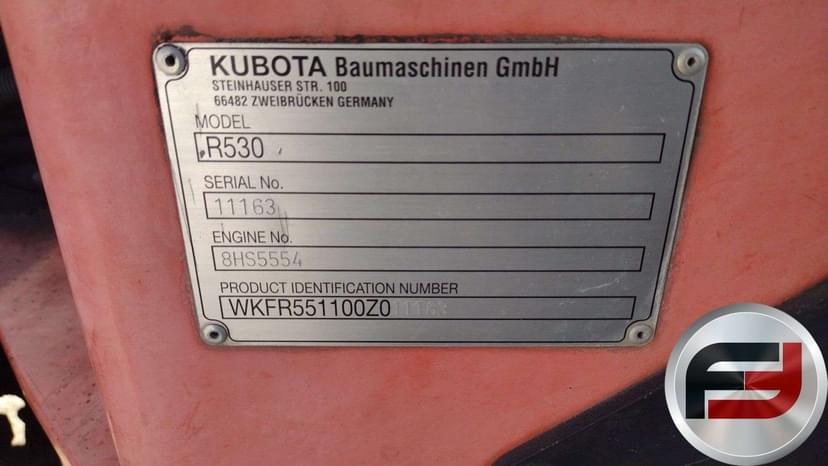 KUBOTA Baumaschinen GmbH
STEINHAUSER STR. 100
66482 ZWEIBRÜCKEN GERMANY
MODEL
R530
SERIAL No.
11163
ENGINE No.
8HS5554
PRODUCT IDENTIFICATION NUMBER
WKFR551100Z011163